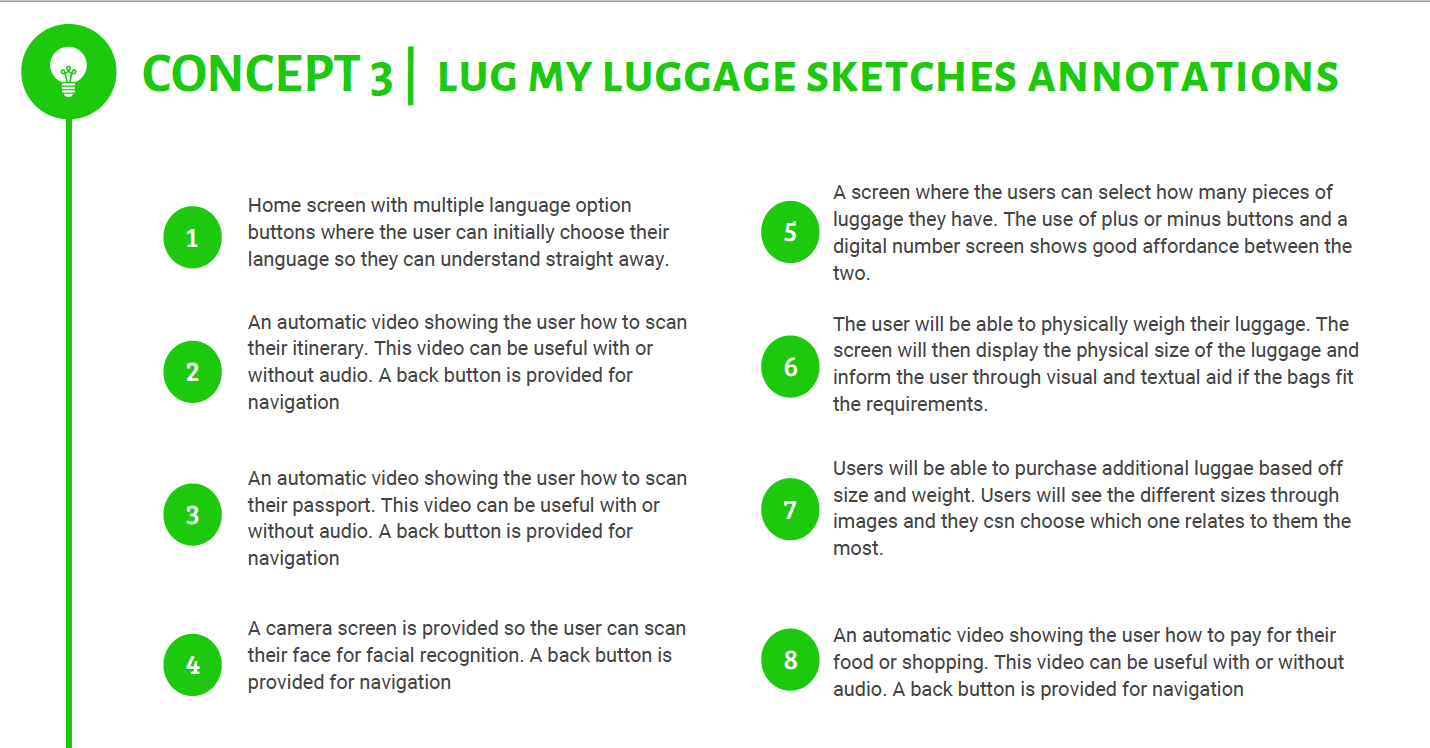 CONCEPT 3 | LUG MY LUGGAGE SKETCHES ANNOTATIONS
1
Home screen with multiple language option
buttons where the user can initially choose their
language so they can understand straight away.
2
An automatic video showing the user how to scan
their itinerary. This video can be useful with or
without audio. A back button is provided for
navigation
3
An automatic video showing the user how to scan
their passport. This video can be useful with or
without audio. A back button is provided for
navigation
4
A camera screen is provided so the user can scan
their face for facial recognition. A back button is
provided for navigation
5
A screen where the users can select how many pieces of
luggage they have. The use of plus or minus buttons and a
digital number screen shows good affordance between the
two.
6
The user will be able to physically weigh their luggage. The
screen will then display the physical size of the luggage and
inform the user through visual and textual aid if the bags fit
the requirements.
7
Users will be able to purchase additional luggae based off
size and weight. Users will see the different sizes through
images and they csn choose which one relates to them the
most.
8
An automatic video showing the user how to pay for their
food or shopping. This video can be useful with or without
audio. A back button is provided for navigation